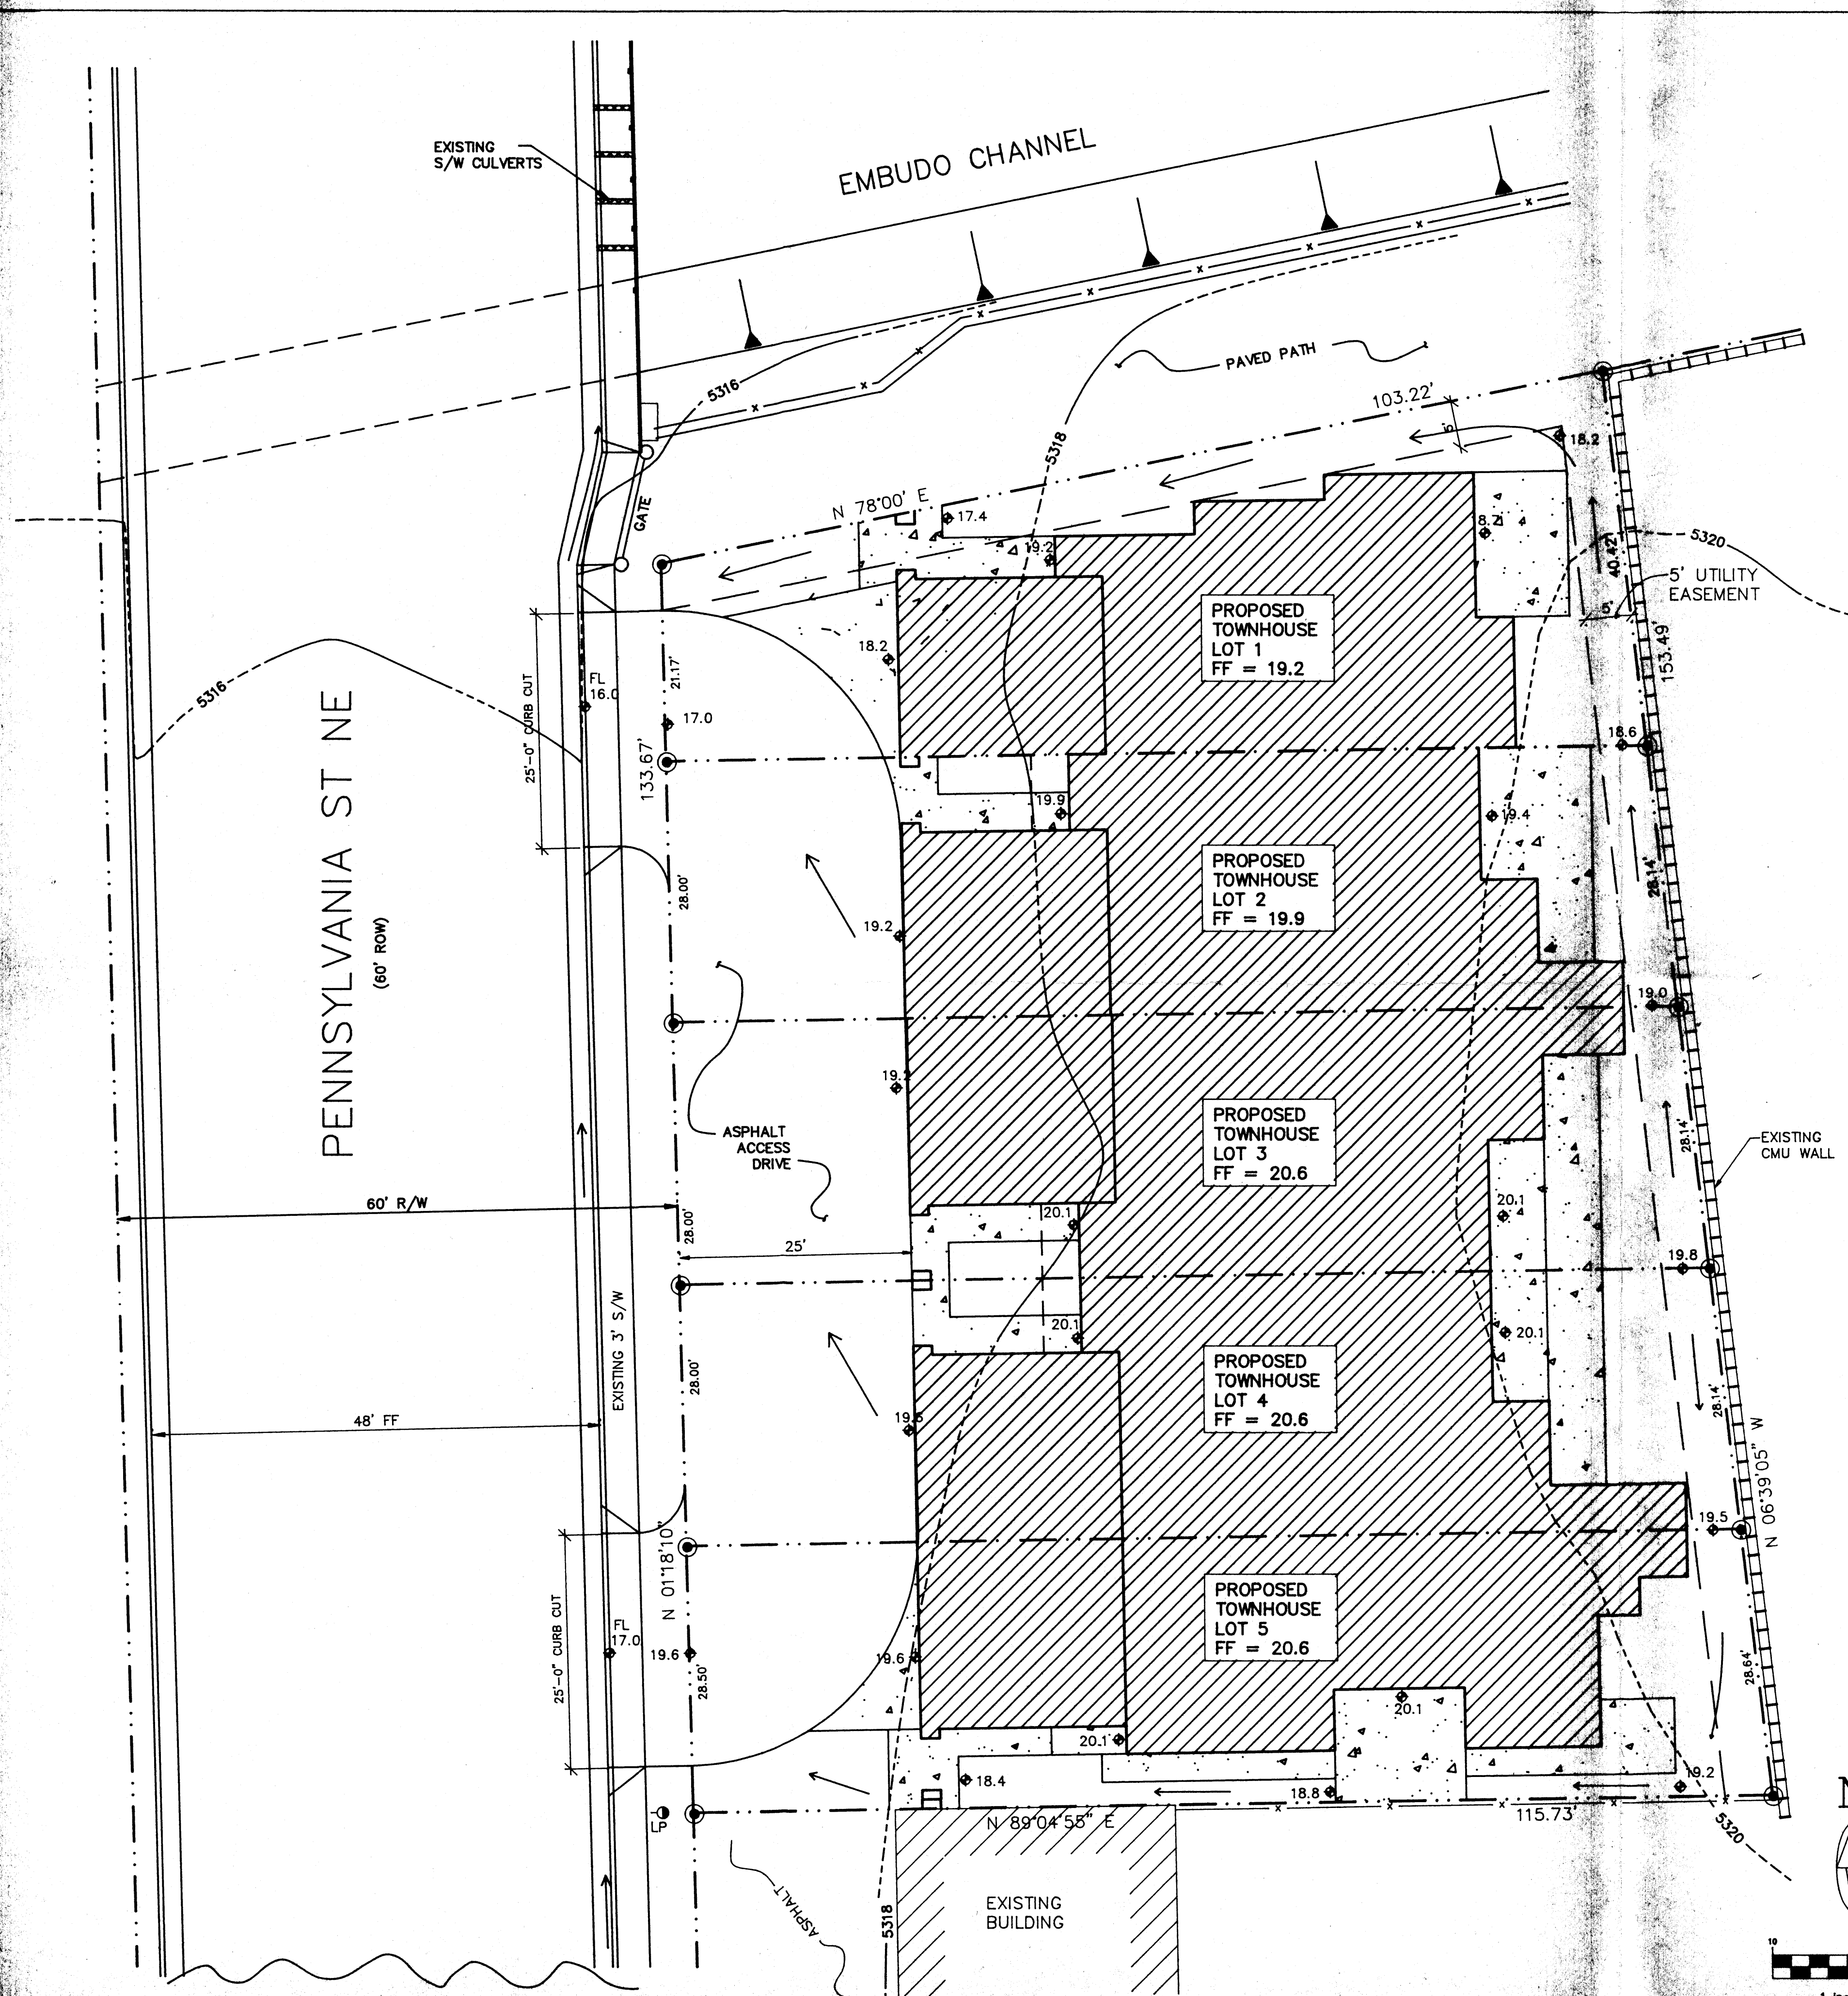 EXISTING
S/W CULVERTS
EMBUDO CHANNEL
5316
PAVED PATH
103.22'
5'
18.2
5318
N 78°00' E
17.4
19.2
GATE
5320
40.42'
5' UTILITY
EASEMENT
5'
153.49'
PROPOSED
TOWNHOUSE
LOT 1
FF = 19.2
18.2
21.17'
FL
16.0
25'-0" CURB CUT
5316
17.0
133.67'
18.6
PENNSYLVANIA ST NE
(60' ROW)
19.9
19.4
PROPOSED
TOWNHOUSE
LOT 2
FF = 19.9
28.00'
28.14'
19.2
19.0
19.2
ASPHALT
ACCESS
DRIVE
PROPOSED
TOWNHOUSE
LOT 3
FF = 20.6
28.14'
EXISTING
CMU WALL
60' R/W
28.00'
20.1
20.1
25'
19.8
EXISTING 3' S/W
20.1
20.1
28.00'
PROPOSED
TOWNHOUSE
LOT 4
FF = 20.6
28.14'
48' FF
N 06°39'05" W
19.5
N 01°18'10"
PROPOSED
TOWNHOUSE
LOT 5
FF = 20.6
25'-0" CURB CUT
FL
17.0
19.6
19.6
28.50'
28.64'
20.1
20.1
18.4
18.8
19.2
LP
N 89°04'55" E
115.73'
5320
ASPHALT
5318
EXISTING
BUILDING
10